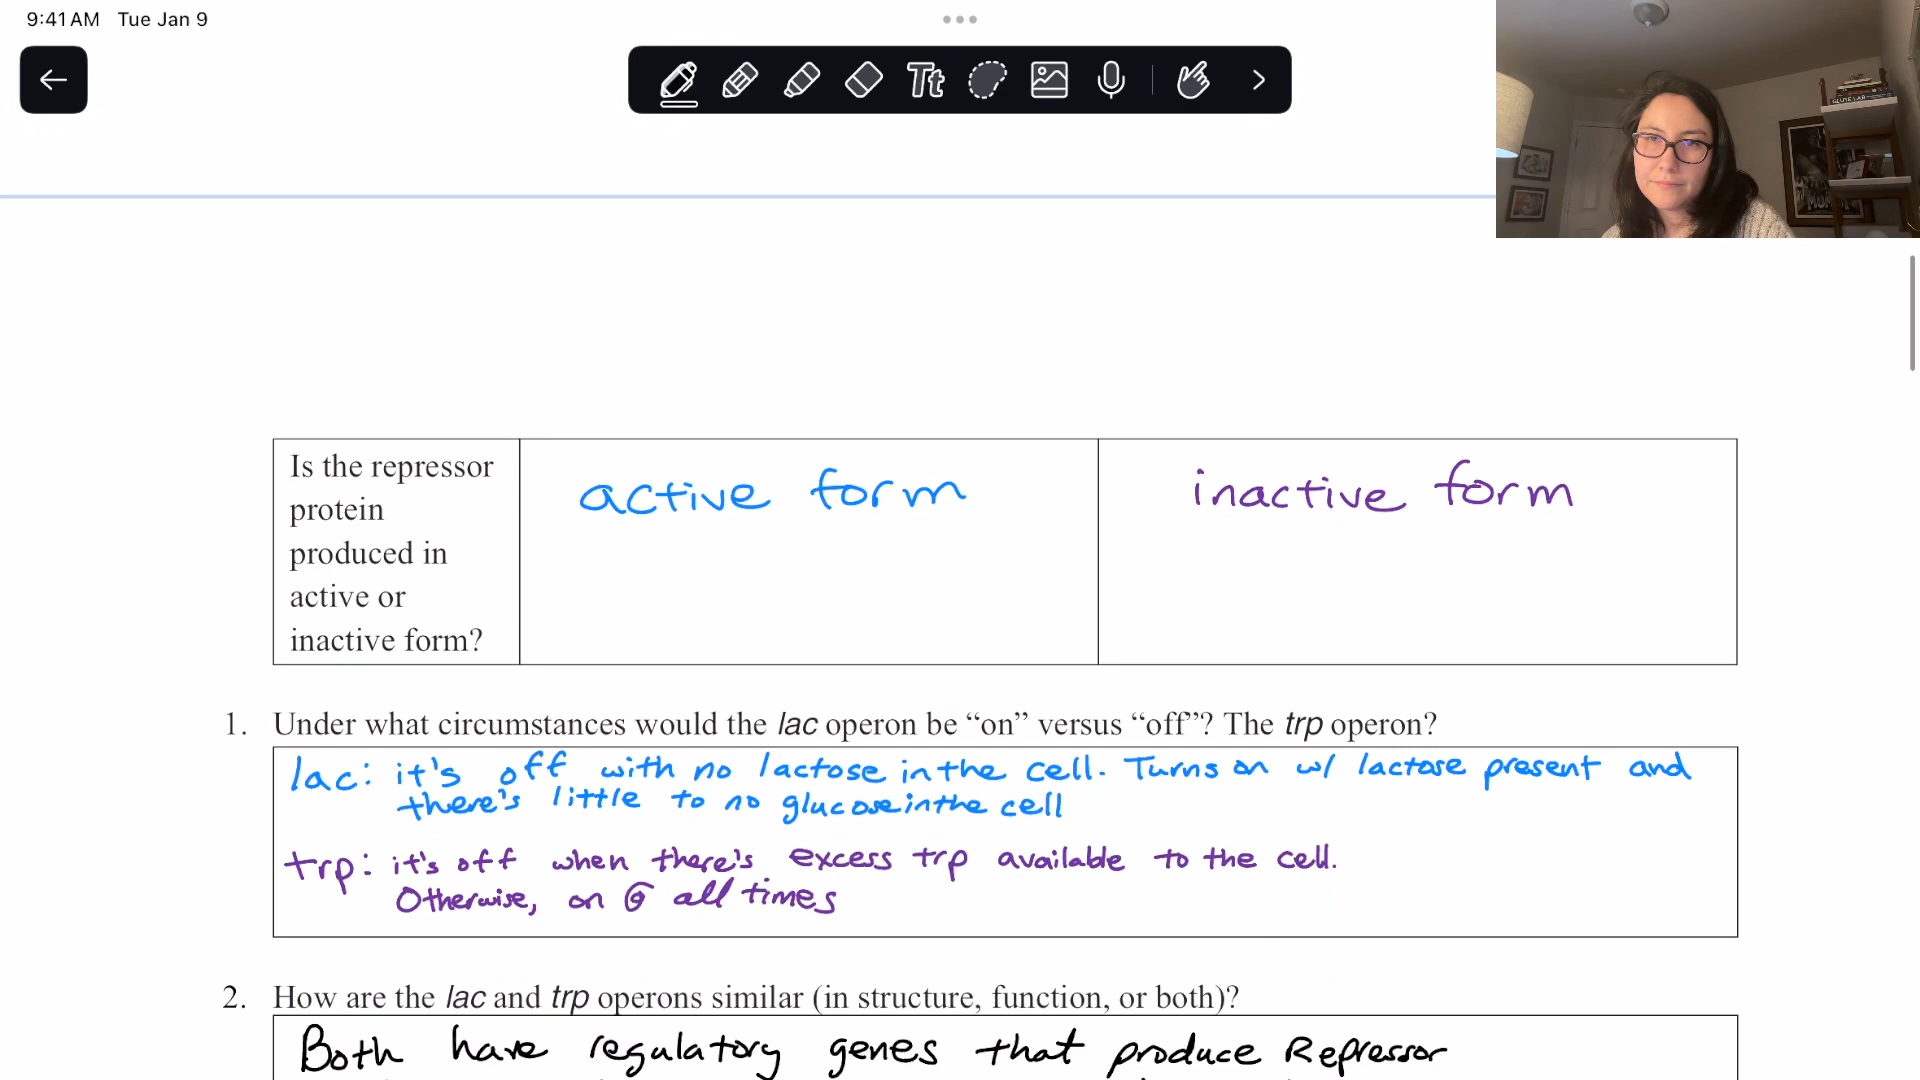 9:41 AM Tue Jan 9
Tt
GLUTE LAB
Is the repressor
protein
produced in
active or
inactive form?
active form
inactive form
1. Under what circumstances would the lac operon be “on” versus “off”? The trp operon?
lac: it's off with no lactose in the cell. Turns on w/ lactose present and
there's little to no glucose in the cell
trp: it's off when there's excess trp available to the cell.
Otherwise, on @ all times
2. How are the lac and trp operons similar (in structure, function, or both)?
Both have regulatory genes that produce Repressor